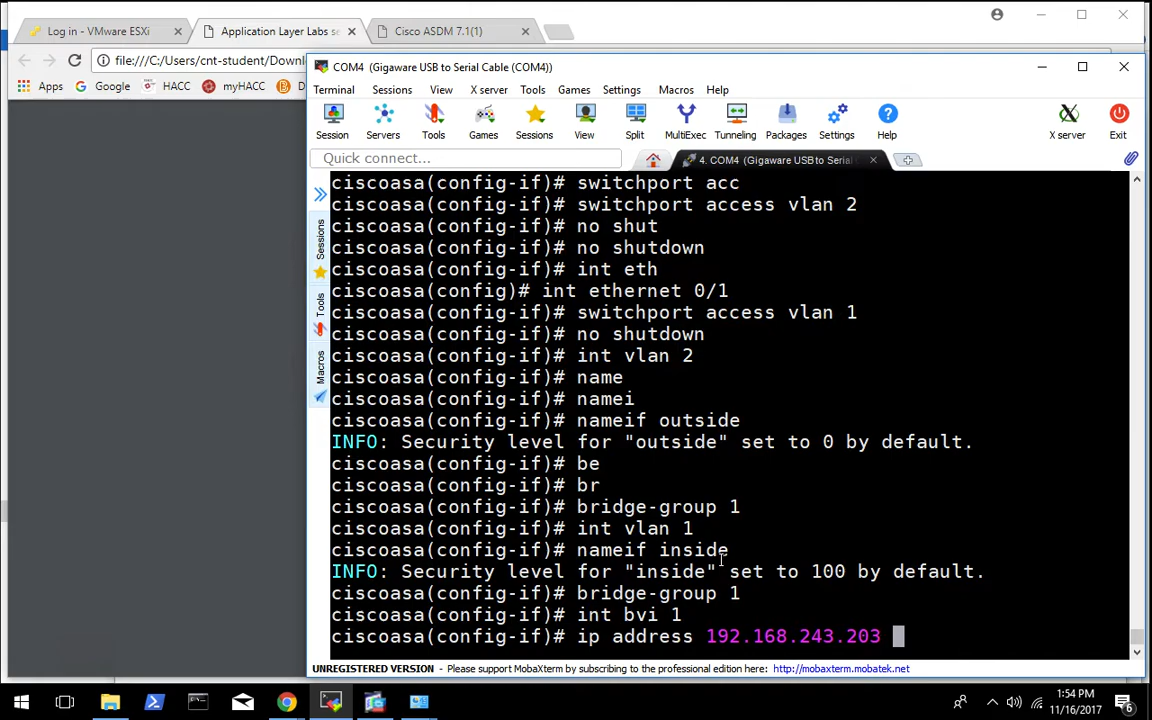 Log in - VMware ESXi
Application Layer Labs se
Cisco ASDM 7.1(1)
file:///C:/Users/cnt-student/Downl
Apps
Google
HACC
myHACC
COM4 (Gigaware USB to Serial Cable (COM4))
Terminal Sessions View X server Tools Games Settings Macros Help
Session Servers Tools Games Sessions View Split MultiExec Tunneling Packages Settings Help X server Exit
Quick connect...
4. COM4 (Gigaware USB to Serial
Sessions
Tools
Macros
ciscoasa(config-if)# switchport acc
ciscoasa(config-if)# switchport access vlan 2
ciscoasa(config-if)# no shut
ciscoasa(config-if)# no shutdown
ciscoasa(config-if)# int eth
ciscoasa(config)# int ethernet 0/1
ciscoasa(config-if)# switchport access vlan 1
ciscoasa(config-if)# no shutdown
ciscoasa(config-if)# int vlan 2
ciscoasa(config-if)# name
ciscoasa(config-if)# namei
ciscoasa(config-if)# nameif outside
INFO: Security level for "outside" set to 0 by default.
ciscoasa(config-if)# be
ciscoasa(config-if)# br
ciscoasa(config-if)# bridge-group 1
ciscoasa(config-if)# int vlan 1
ciscoasa(config-if)# nameif inside
INFO: Security level for "inside" set to 100 by default.
ciscoasa(config-if)# bridge-group 1
ciscoasa(config-if)# int bvi 1
ciscoasa(config-if)# ip address 192.168.243.203
UNREGISTERED VERSION - Please support MobaXterm by subscribing to the professional edition here: http://mobaxterm.mobatek.net
1:54 PM
11/16/2017
6